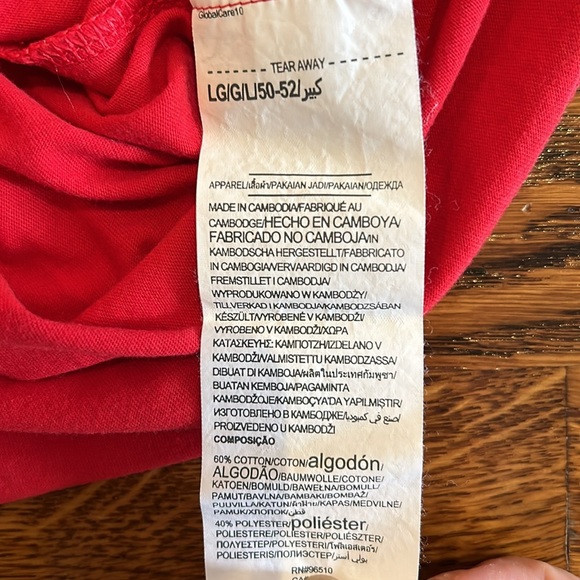 GlobalCare10
TEAR AWAY
LG/G/L/50-52/كبير
APPAREL/เสื้อผ้า/PAKAIAN JADI/PAKAIAN/ОДЕЖДА
MADE IN CAMBODIA/FABRIQUÉ AU
CAMBODGE/HECHO EN CAMBOYA/
FABRICADO NO CAMBOJA/IN
KAMBODSCHA HERGESTELLT/FABBRICATO
IN CAMBOGIA/VERVAARDIGD IN CAMBODJA/
FREMSTILLET I CAMBODJA/
WYPRODUKOWANO W KAMBODŻY/
TILLVERKAD I KAMBODJA/KAMBODZSÁBAN
KÉSZÜLT/VYROBENÉ V KAMBODŽI/
VYROBENO V KAMBODŽI/ΧΩΡΑ
ΚΑΤΑΣΚΕΥΗΣ: ΚΑΜΠΟΤΖΗ/IZDELANO V
KAMBODŽI/VALMISTETTU KAMBODZASSA/
DIBUAT DI KAMBOJA/ผลิตในประเทศกัมพูชา/
BUATAN KEMBOJA/PAGAMINTA
KAMBODŽOJE/KAMBOÇYA'DA YAPILMIŞTIR/
ИЗГОТОВЛЕНО В КАМБОДЖЕ/صنع في كمبوديا/
PROIZVEDENO U KAMBODŽI
COMPOSIÇÃO
60% COTTON/COTON/algodón/
ALGODÃO/BAUMWOLLE/COTONE/
KATOEN/BOMULD/BAWEŁNA/BOMULL/
PAMUT/BAVLNA/ΒΑΜΒΑΚΙ/BOMBAŽ/
PUUVILLA/KATUN/ผ้าฝ้าย/KAPAS/MEDVILNĖ/
PAMUK/ХЛОПОК/قطن/
40% POLYESTER/poliéster/
POLIESTERE/POLIÉSTER/POLIÉSZTER/
ΠΟΛΥΕΣΤΕΡ/POLYESTERI/โพลีเอสเตอร์/
POLIESTERIS/ПОЛИЭСТЕР/بولي استر/
RN#96510